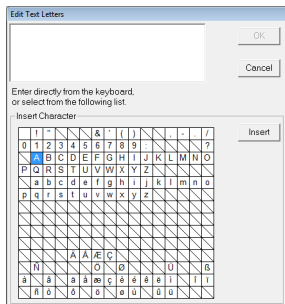 Edit Text Letters
OK
Cancel
Enter directly from the keyboard,
or select from the following list.
Insert Character
Insert
! " & ' ( ) , - . /
0 1 2 3 4 5 6 7 8 9 : ?
A B C D E F G H I J K L M N O
P Q R S T U V W X Y Z
a b c d e f g h i j k l m n o
p q r s t u v w x y z
Ä Å Æ Ç
Ñ Ö Ø Ü ß
à â ä å æ ç è é ê ë ì î ï
ñ ò ô ö ø ù û ü